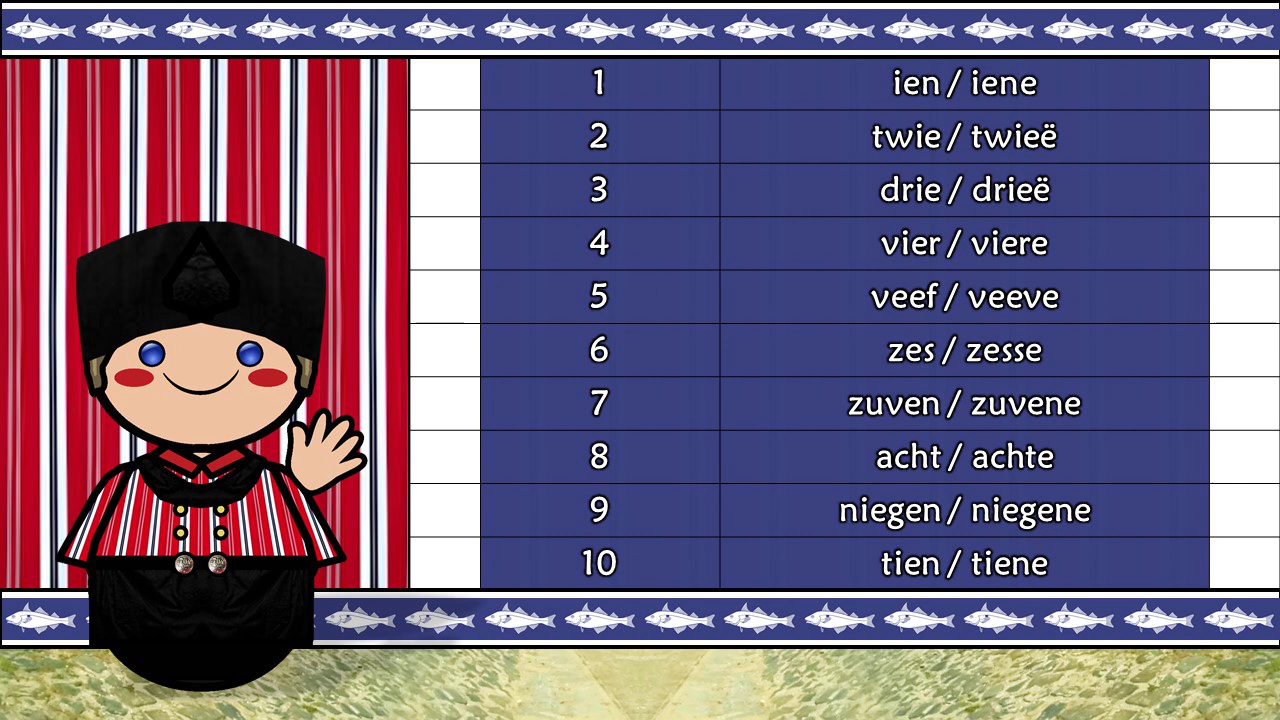 1 ien / iene
2 twie / twieë
3 drie / drieë
4 vier / viere
5 veef / veeve
6 zes / zesse
7 zuven / zuvene
8 acht / achte
9 niegen / niegene
10 tien / tiene